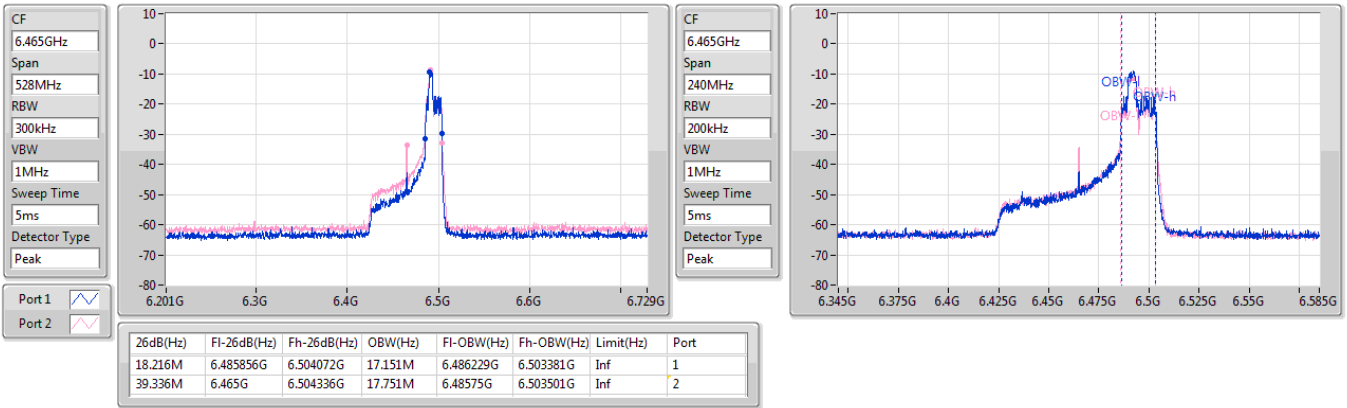 CF
6.465GHz
Span
528MHz
RBW
300kHz
VBW
1MHz
Sweep Time
5ms
Detector Type
Peak
Port 1
Port 2
10
0
-10
-20
-30
-40
-50
-60
-70
-80
6.201G 6.3G 6.4G 6.5G 6.6G 6.729G
CF
6.465GHz
Span
240MHz
RBW
200kHz
VBW
1MHz
Sweep Time
5ms
Detector Type
Peak
10
0
-10
-20
-30
-40
-50
-60
-70
-80
OBW-h
6.345G 6.375G 6.4G 6.425G 6.45G 6.475G 6.5G 6.525G 6.55G 6.585G
26dB(Hz) Fl-26dB(Hz) Fh-26dB(Hz) OBW(Hz) Fl-OBW(Hz) Fh-OBW(Hz) Limit(Hz) Port
18.216M 6.485856G 6.504072G 17.151M 6.486229G 6.503381G Inf 1
39.336M 6.465G 6.504336G 17.751M 6.48575G 6.503501G Inf 2